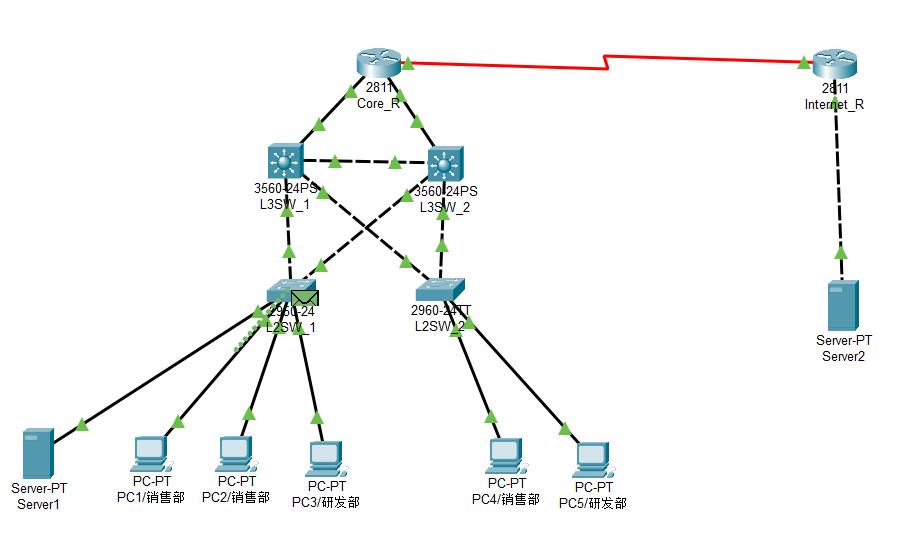 2811
Core_R
2811
Internet_R
3560-24PS
L3SW_1
3560-24PS
L3SW_2
2950-24
L2SW_1
2960-24TT
L2SW_2
Server-PT
Server2
Server-PT
Server1
PC-PT
PC1/销售部
PC-PT
PC2/销售部
PC-PT
PC3/研发部
PC-PT
PC4/销售部
PC-PT
PC5/研发部